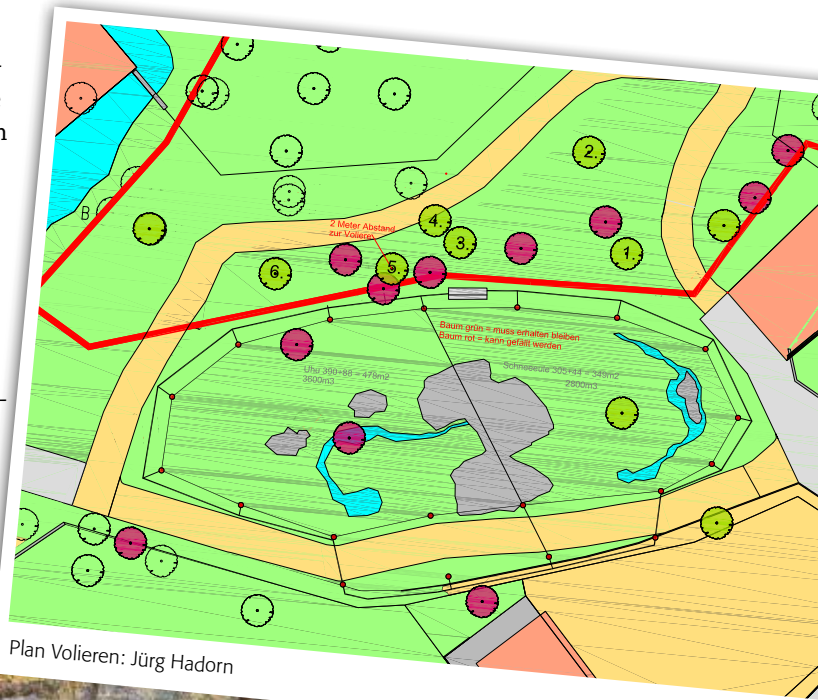 2.
4.
2 Meter Abstand
zur Voliere
3.
1.
5.
6.
B
Baum grün = muss erhalten bleiben
Baum rot = kann gefällt werden
Uhu 390+88 = 478m2
3600m3
Schneeeule 305+44 = 349m2
2800m3
Plan Volieren: Jürg Hadorn